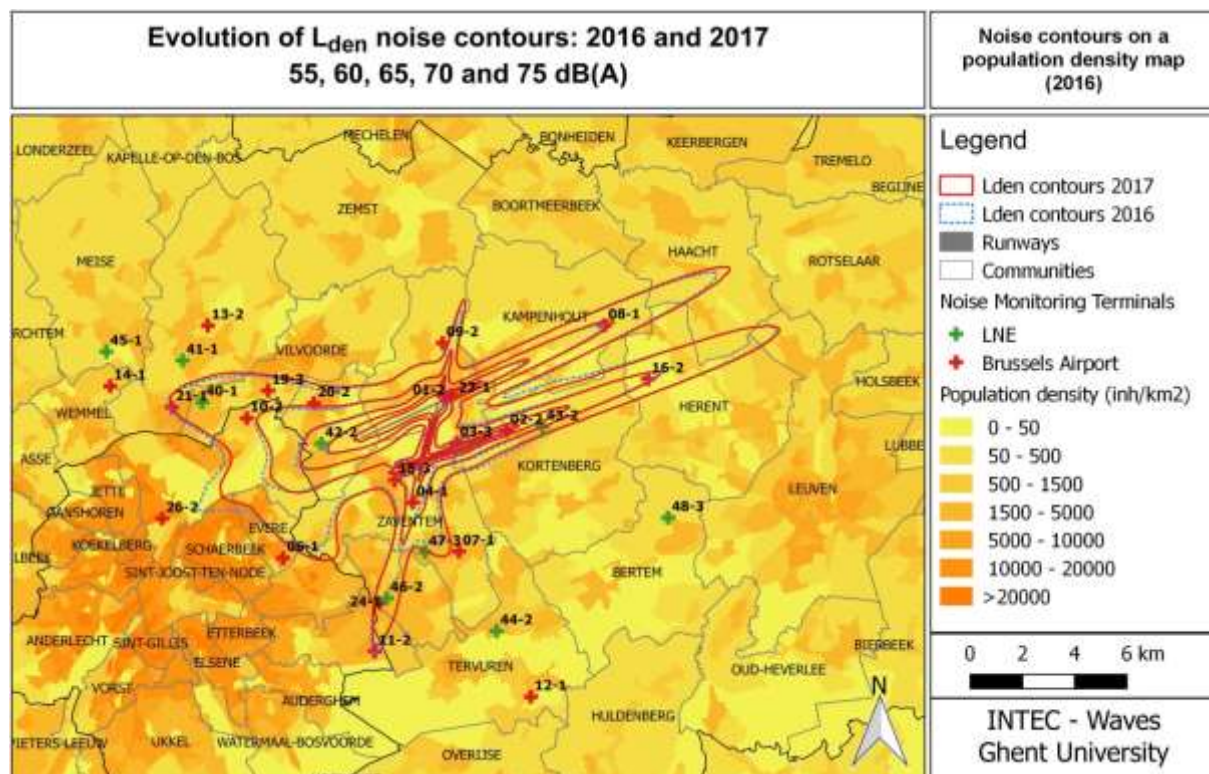 Evolution of Lden noise contours: 2016 and 2017
55, 60, 65, 70 and 75 dB(A)
Noise contours on a
population density map
(2016)
LONDERZEEL
KAPELLE-OP-DEN-BOS
MECHELEN
BONHEIDEN
KEERBERGEN
TREMELO
BEGIJNE
ZEMST
BOORTMEERBEEK
HAACHT
ROTSELAAR
MEISE
KAMPENHOUT
08-1
13-2
09-2
RCHTEM
45-1
41-1
VILVOORDE
16-2
14-1
19-3
01-2
27-1
HOLSBEEK
WEMMEL
21-1
40-1
20-2
10-2
HERENT
02-2
43-2
42-2
03-3
LUBBE
ASSE
KORTENBERG
15-3
JETTE
04-1
LEUVEN
26-2
48-3
EVERE
ZAVENTEM
KOEKELBERG
SCHAERBEEK
06-1
47-3
07-1
SINT-JOOST-TEN-NODE
BERTEM
46-2
24-1
ANDERLECHT
SINT-GILLIS
ETTERBEEK
44-2
ELSENE
11-2
BIERBEEK
TERVUREN
OUD-HEVERLEE
VORST
AUDERGHEM
12-1
HULDENBERG
PIETERS-LEEUW
UKKEL
WATERMAAL-BOSVOORDE
OVERIJSE
Legend
Lden contours 2017
Lden contours 2016
Runways
Communities
Noise Monitoring Terminals
LNE
Brussels Airport
Population density (inh/km2)
0 - 50
50 - 500
500 - 1500
1500 - 5000
5000 - 10000
10000 - 20000
>20000
0 2 4 6 km
N
INTEC - Waves
Ghent University